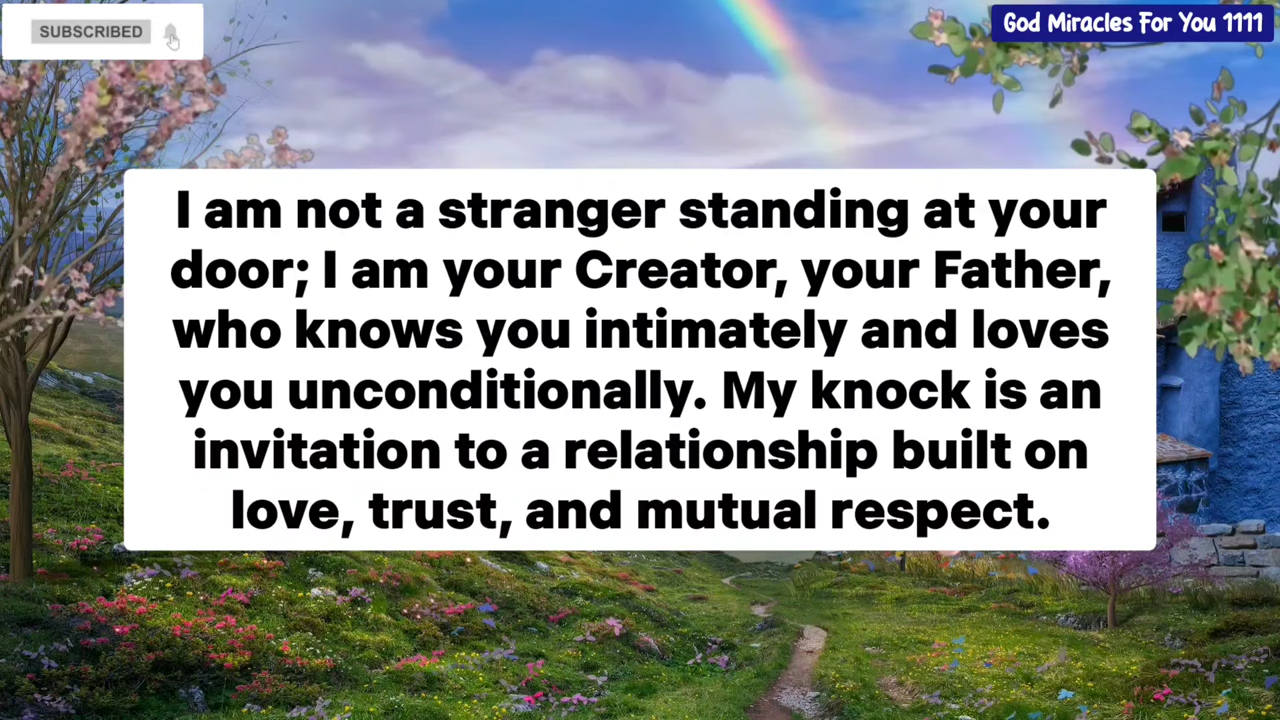 SUBSCRIBED
God Miracles For You 1111
I am not a stranger standing at your
door; I am your Creator, your Father,
who knows you intimately and loves
you unconditionally. My knock is an
invitation to a relationship built on
love, trust, and mutual respect.